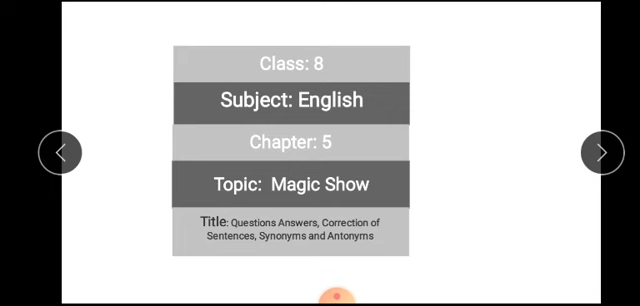 Class: 8
Subject: English
Chapter: 5
Topic: Magic Show
Title: Questions Answers, Correction of
Sentences, Synonyms and Antonyms